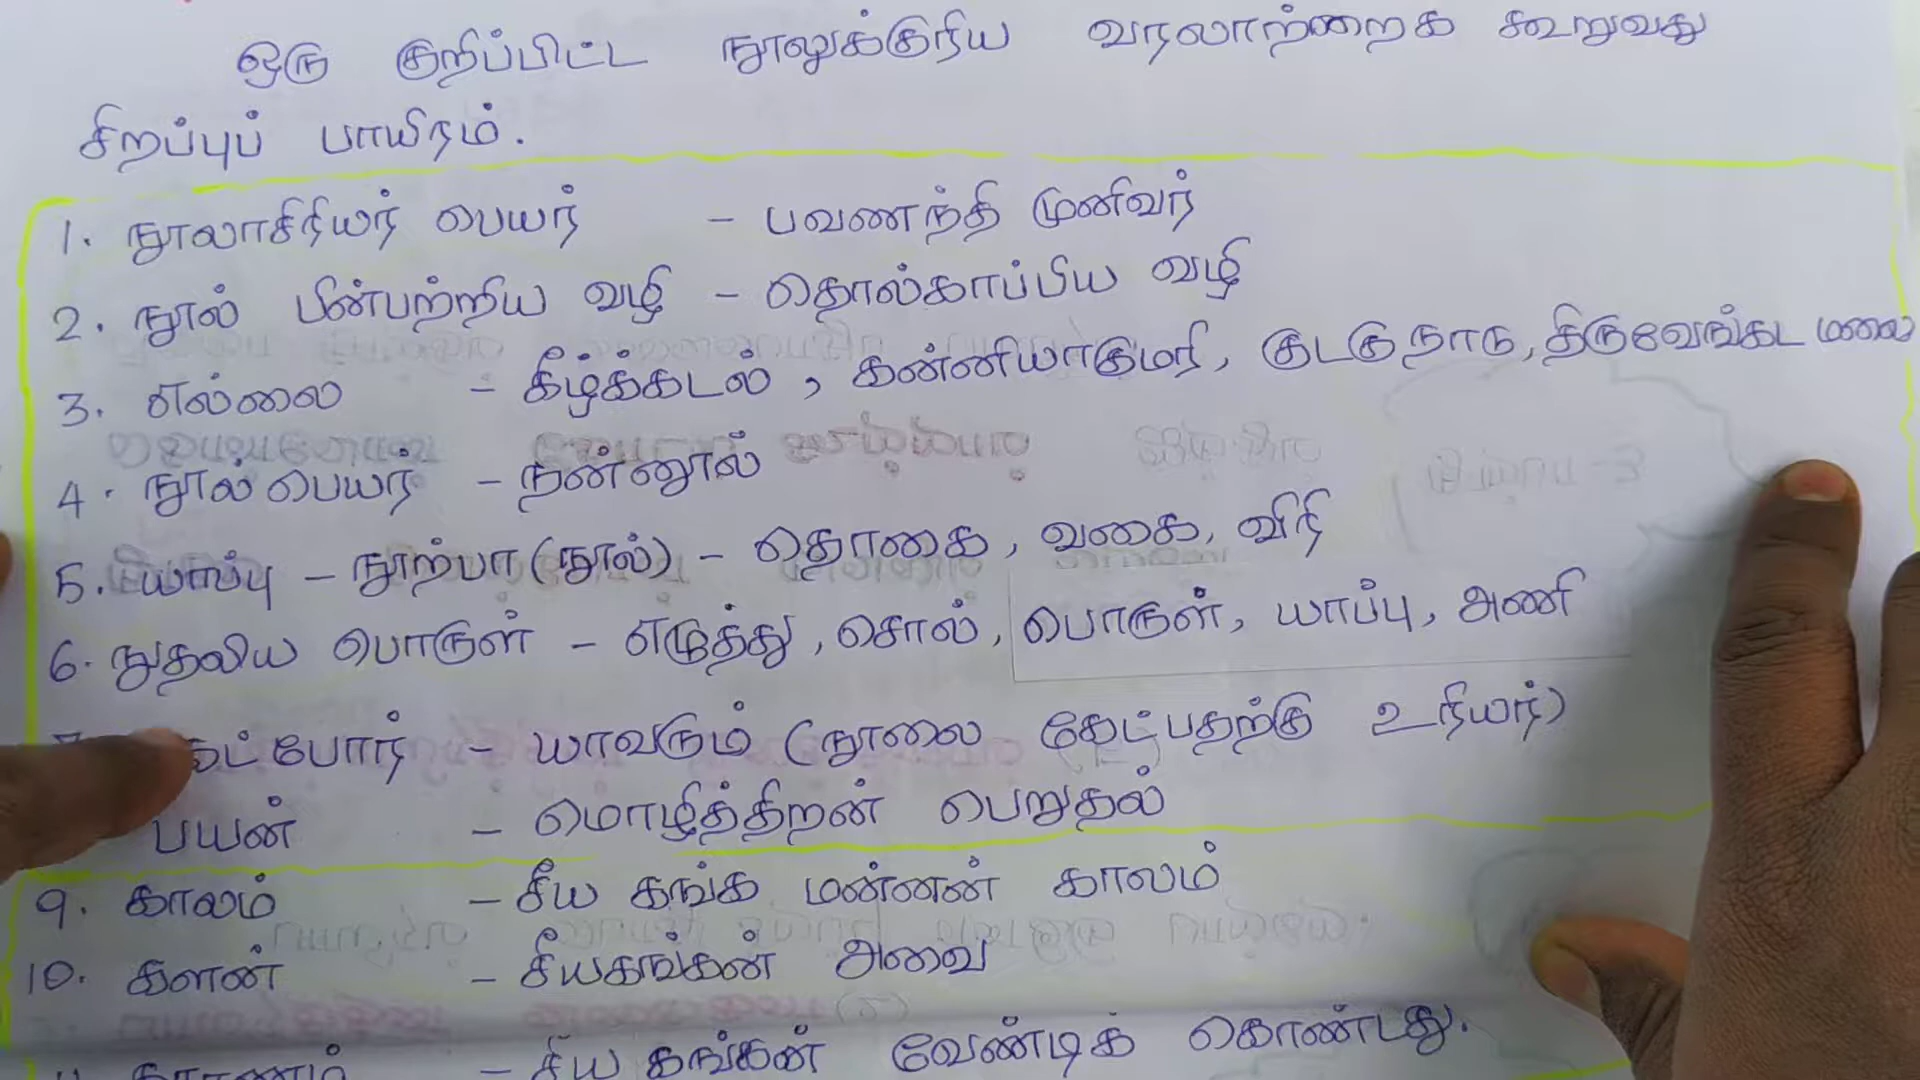 ஒரு குறிப்பிட்ட நூலுக்குரிய வரலாற்றைக் கூறுவது
சிறப்புப் பாயிரம்.
1. நூலாசிரியர் பெயர் - பவணந்தி முனிவர்
2. நூல் பின்பற்றிய வழி - தொல்காப்பிய வழி
3. எல்லை - கீழ்க்கடல், கன்னியாகுமரி, குடகுநாடு, திருவேங்கட மலை
4. நூல் பெயர் - நன்னூல்
5. யாப்பு - நூற்பா (நூல்) - தொகை, வகை, விரி
6. நுதலிய பொருள் - எழுத்து, சொல், பொருள், யாப்பு, அணி
கேட்போர் - யாவரும் (நூலை கேட்பதற்கு உரியர்)
பயன் - மொழித்திறன் பெறுதல்
9. காலம் - சீய கங்க மன்னன் காலம்
10. களன் - சீயகங்கன் அவை
11. காரணம் - சீய கங்கன் வேண்டிக் கொண்டது.